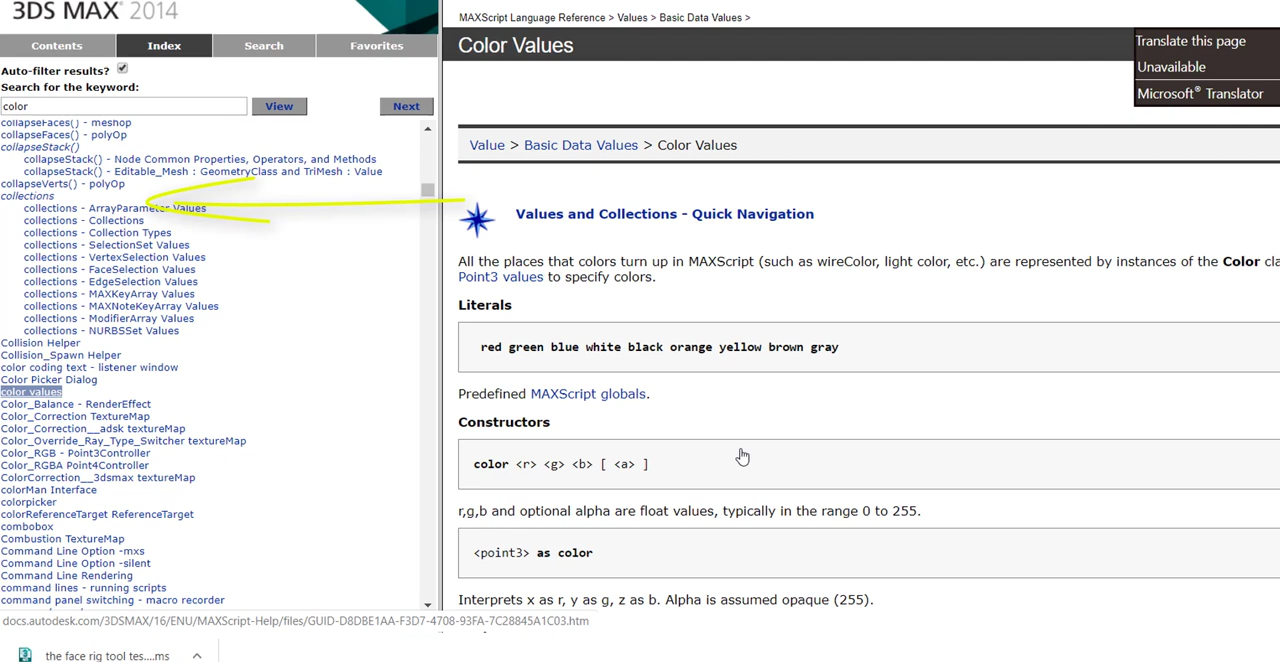 3DS MAX® 2014
Contents
Index
Search
Favorites
Auto-filter results?
Search for the keyword:
color
View
Next
collapseFaces() - meshop
collapseFaces() - polyOp
collapseStack()
collapseStack() - Node Common Properties, Operators, and Methods
collapseStack() - Editable_Mesh : GeometryClass and TriMesh : Value
collapseVerts() - polyOp
collections
collections - ArrayParameter Values
collections - Collections
collections - Collection Types
collections - SelectionSet Values
collections - VertexSelection Values
collections - FaceSelection Values
collections - EdgeSelection Values
collections - MAXKeyArray Values
collections - MAXNoteKeyArray Values
collections - ModifierArray Values
collections - NURBSSet Values
Collision Helper
Collision_Spawn Helper
color coding text - listener window
Color Picker Dialog
color values
Color_Balance - RenderEffect
Color_Correction TextureMap
Color_Correction__adsk textureMap
Color_Override_Ray_Type_Switcher textureMap
Color_RGB - Point3Controller
Color_RGBA Point4Controller
ColorCorrection__3dsmax textureMap
colorMan Interface
colorpicker
colorReferenceTarget ReferenceTarget
combobox
Combustion TextureMap
Command Line Option -mxs
Command Line Option -silent
Command Line Rendering
command lines - running scripts
command panel switching - macro recorder
docs.autodesk.com/3DSMAX/16/ENU/MAXScript-Help/files/GUID-D8DBE1AA-F3D7-4708-93FA-7C28845A1C03.htm
the face rig tool tes....ms
MAXScript Language Reference > Values > Basic Data Values >
Color Values
Translate this page
Unavailable
Microsoft® Translator
Value > Basic Data Values > Color Values
Values and Collections - Quick Navigation
All the places that colors turn up in MAXScript (such as wireColor, light color, etc.) are represented by instances of the Color cla
Point3 values to specify colors.
Literals
red green blue white black orange yellow brown gray
Predefined MAXScript globals.
Constructors
color <r> <g> <b> [ <a> ]
r,g,b and optional alpha are float values, typically in the range 0 to 255.
<point3> as color
Interprets x as r, y as g, z as b. Alpha is assumed opaque (255).